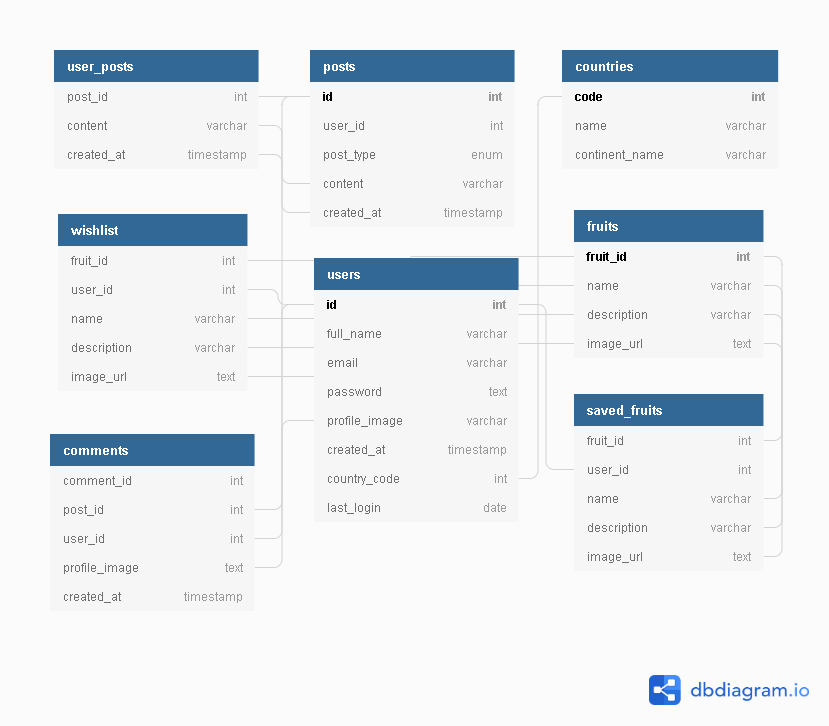 user_posts
post_id int
content varchar
created_at timestamp
posts
id int
user_id int
post_type enum
content varchar
created_at timestamp
countries
code int
name varchar
continent_name varchar
wishlist
fruit_id int
user_id int
name varchar
description varchar
image_url text
users
id int
full_name varchar
email varchar
password text
profile_image varchar
created_at timestamp
country_code int
last_login date
fruits
fruit_id int
name varchar
description varchar
image_url text
comments
comment_id int
post_id int
user_id int
profile_image text
created_at timestamp
saved_fruits
fruit_id int
user_id int
name varchar
description varchar
image_url text
dbdiagram.io